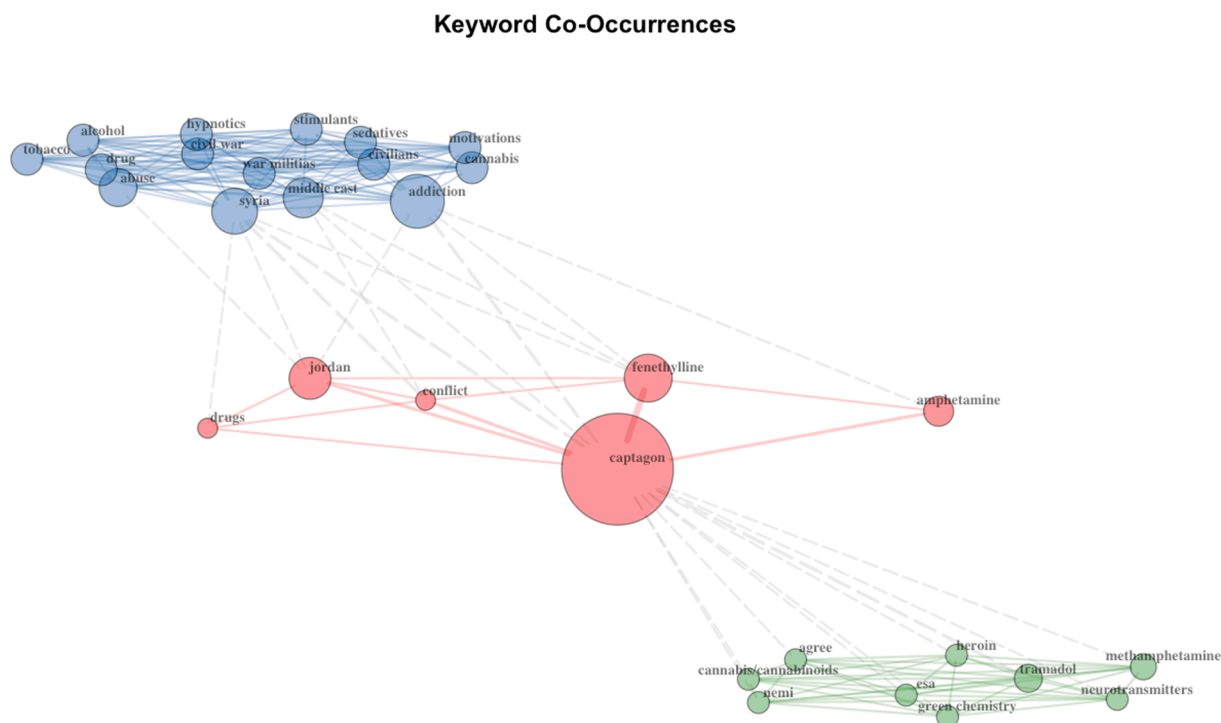 Keyword Co-Occurrences
stimulants
hypnotics
alcohol
sedatives
motivations
civil war
tobacco
civilians
drug
cannabis
war militias
abuse
middle east
addiction
syria
jordan
fenethylline
conflict
amphetamine
drugs
captagon
heroin
agree
methamphetamine
cannabis/cannabinoids
tramadol
esa
neurotransmitters
nemi
green chemistry